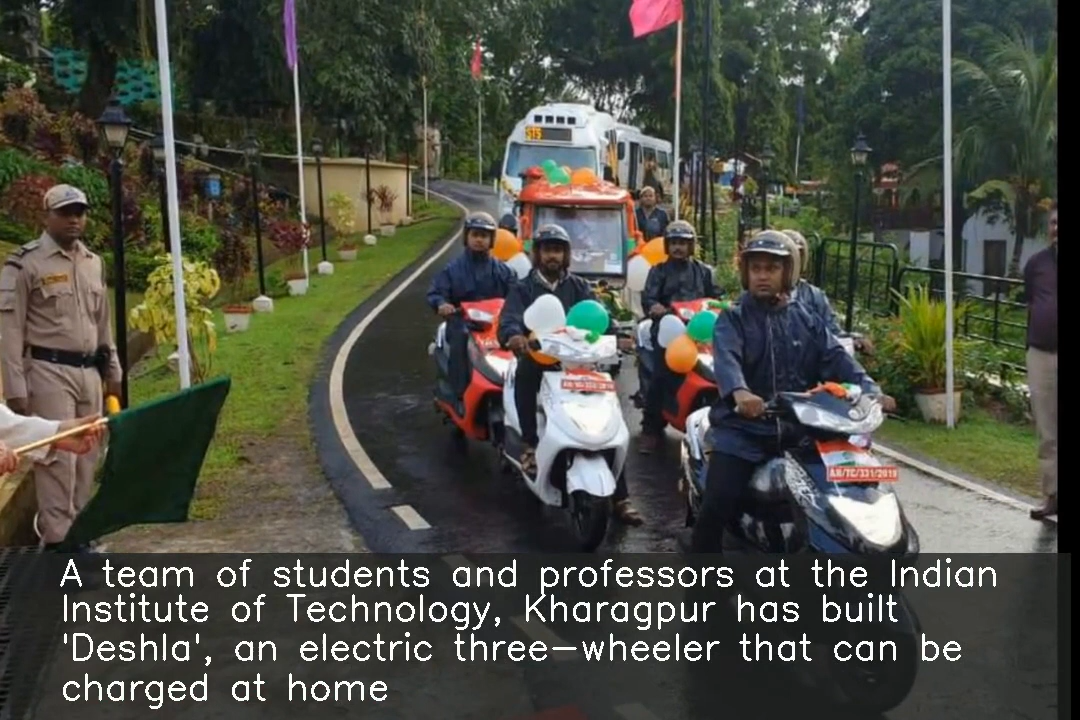 STS
AN/TC/331/2019
A team of students and professors at the Indian
Institute of Technology, Kharagpur has built
'Deshla', an electric three-wheeler that can be
charged at home